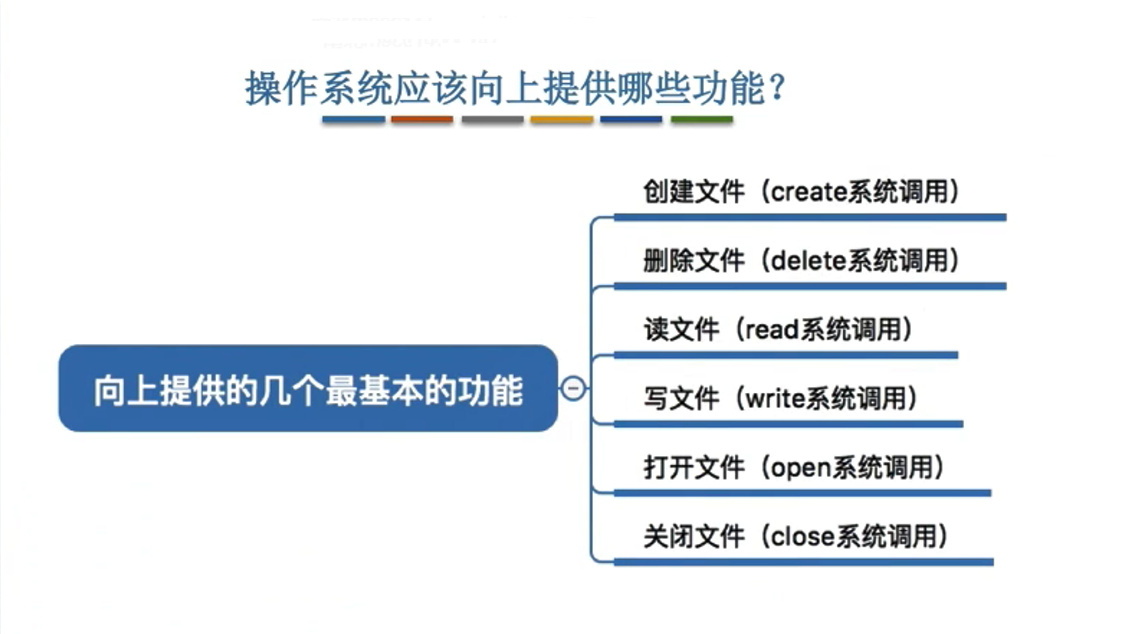 操作系统应该向上提供哪些功能？
创建文件（create系统调用）
删除文件（delete系统调用）
读文件（read系统调用）
写文件（write系统调用）
打开文件（open系统调用）
关闭文件（close系统调用）
向上提供的几个最基本的功能